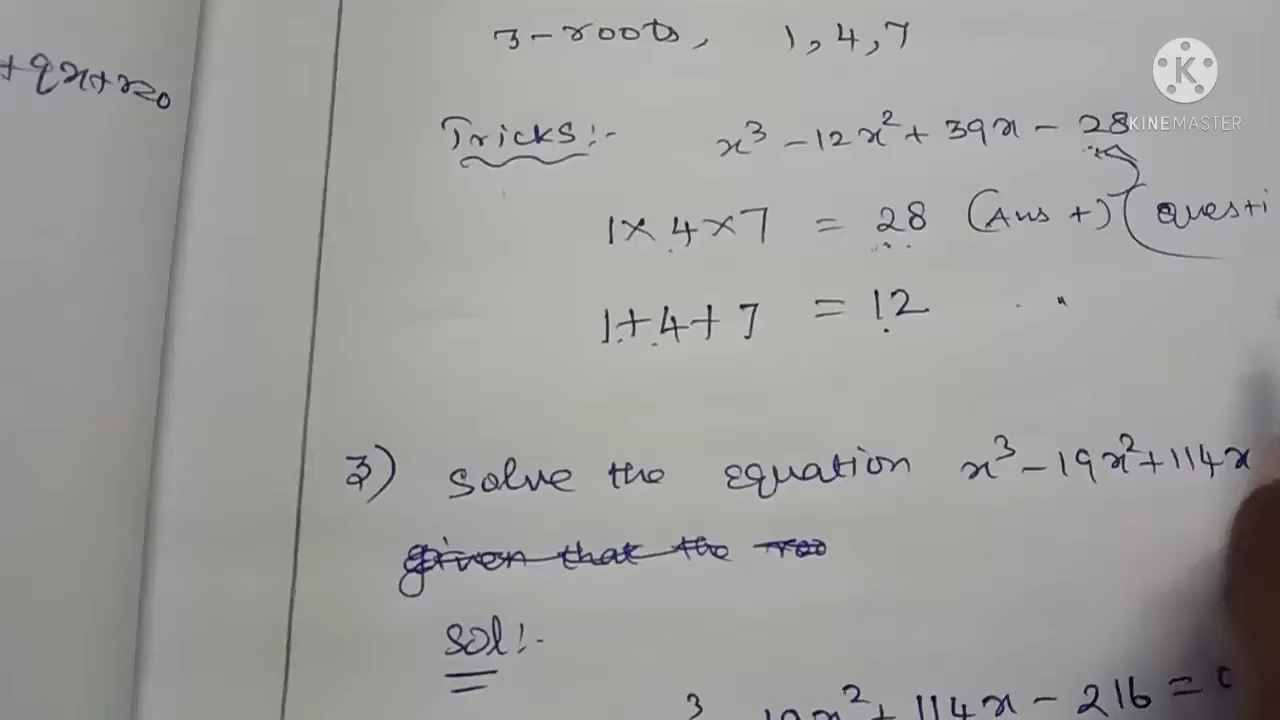 3-roots, 1, 4, 7
+qx+r=0
Tricks:- x³ - 12x² + 39x - 28
KINEMASTER
1 × 4 × 7 = 28 (Ans +) (Questi
1 + 4 + 7 = 12 "
3) solve the equation x³ - 19x² + 114x
given that the roo
Sol:-
3 - 19x² + 114x - 216 = 0